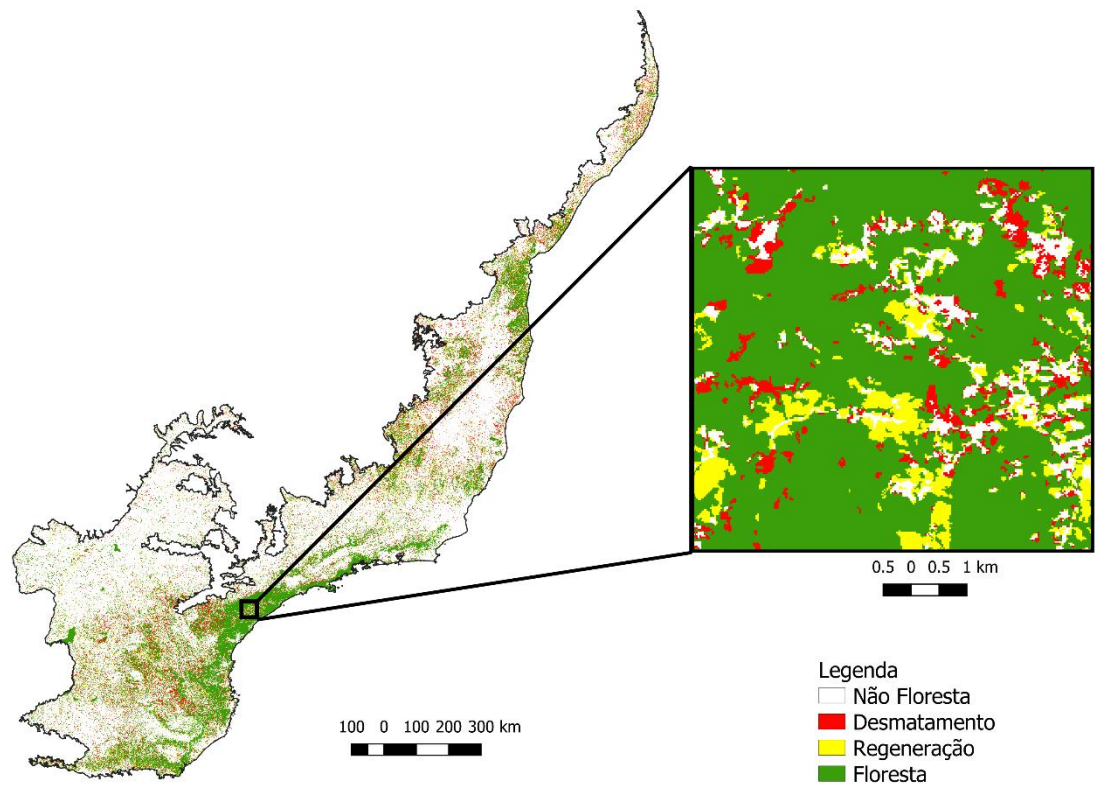 0.5 0 0.5 1 km
Legenda
Não Floresta
Desmatamento
Regeneração
Floresta
100 0 100 200 300 km